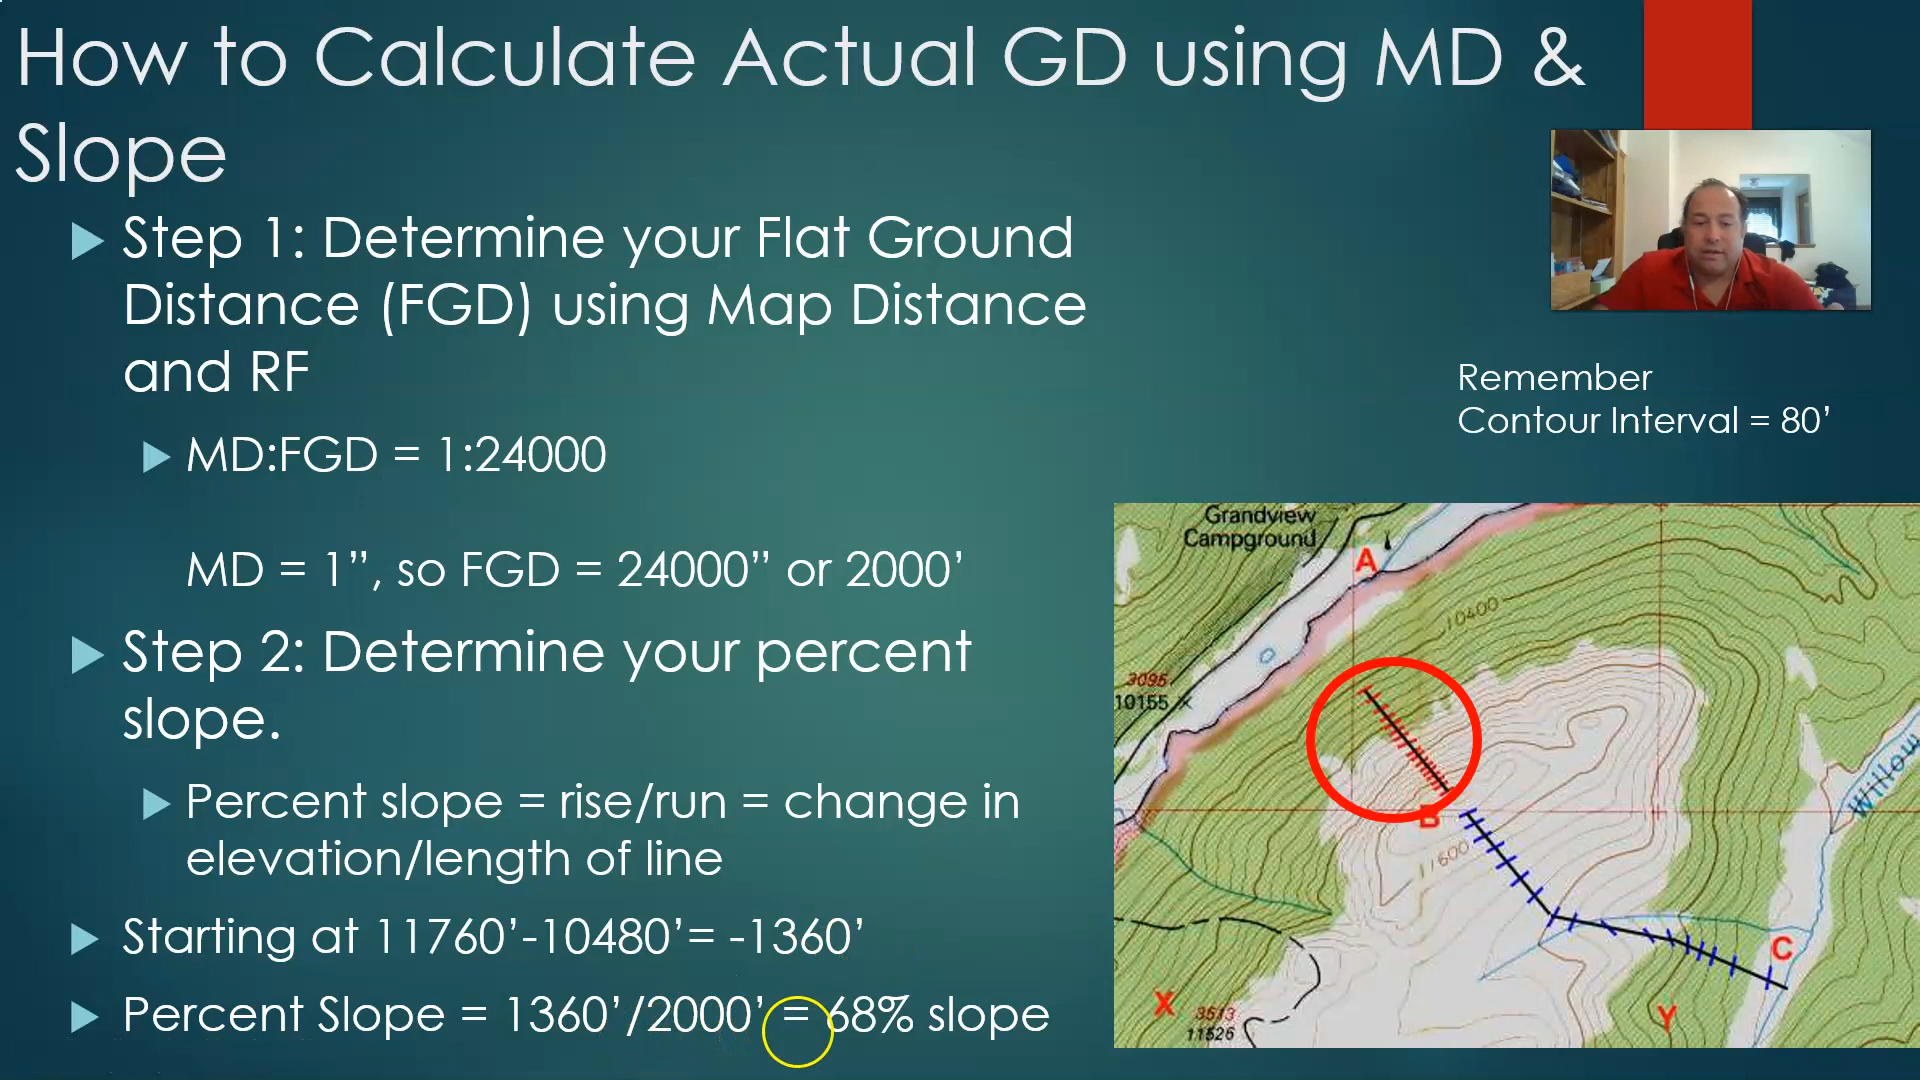 How to Calculate Actual GD using MD &
Slope
Step 1: Determine your Flat Ground
Distance (FGD) using Map Distance
and RF
MD:FGD = 1:24000
MD = 1”, so FGD = 24000” or 2000’
Step 2: Determine your percent
slope.
Percent slope = rise/run = change in
elevation/length of line
Starting at 11760’-10480’= -1360’
Percent Slope = 1360’/2000’ = 68% slope
Remember
Contour Interval = 80’
Grandview
Campground
A
10400
3095
10155
B
11600
Willow
C
X
3513
11526
Y